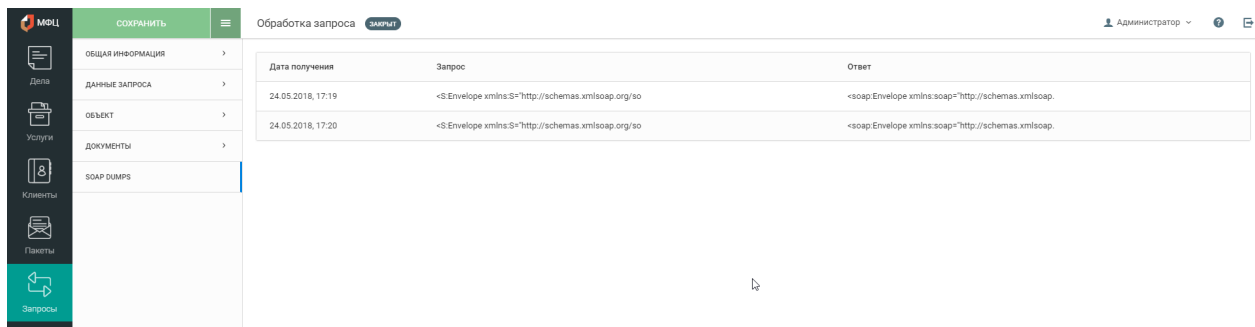 МФЦ
СОХРАНИТЬ
Обработка запроса ЗАКРЫТ
Администратор
Дела
Услуги
Клиенты
Пакеты
Запросы
ОБЩАЯ ИНФОРМАЦИЯ
ДАННЫЕ ЗАПРОСА
ОБЪЕКТ
ДОКУМЕНТЫ
SOAP DUMPS
Дата получения Запрос Ответ
24.05.2018, 17:19 <S:Envelope xmlns:S="http://schemas.xmlsoap.org/so <soap:Envelope xmlns:soap="http://schemas.xmlsoap.
24.05.2018, 17:20 <S:Envelope xmlns:S="http://schemas.xmlsoap.org/so <soap:Envelope xmlns:soap="http://schemas.xmlsoap.